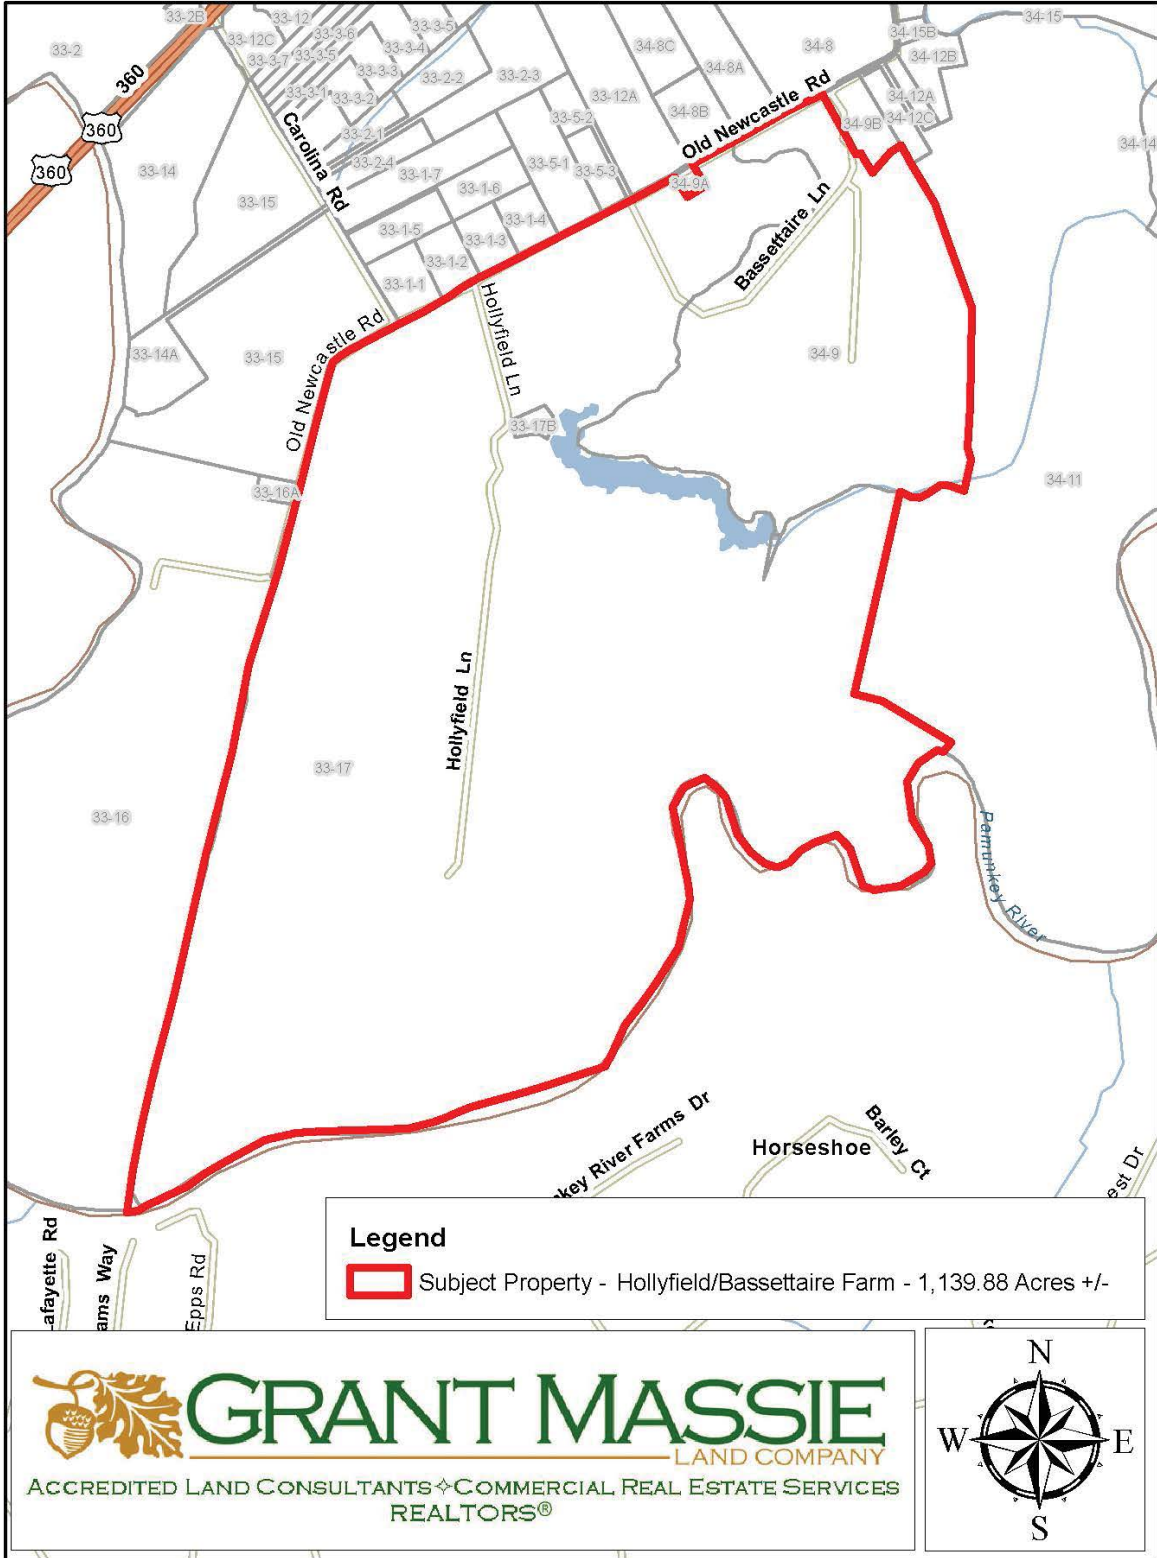 33-2B
33-12
33-3-5
34-15
33-2
33-12C
33-3-6
33-3-4
34-8C
34-8
34-15B
33-3-7
33-3-5
33-3-3
33-2-2
33-2-3
34-8A
34-12B
360
33-3-1
33-3-2
33-12A
34-12A
360
Carolina Rd
33-2-1
33-5-2
34-8B
Old Newcastle Rd
34-9B
34-12C
34-14
360
33-14
33-2-4
33-1-7
33-5-1
33-5-3
34-9A
33-15
33-1-6
33-1-5
33-1-4
33-1-3
33-1-2
33-1-1
Bassettaire Ln
Hollyfield Ln
Old Newcastle Rd
33-14A
33-15
34-9
33-17B
33-16A
34-11
Hollyfield Ln
33-17
33-16
Pamunkey River
nkey River Farms Dr
Horseshoe
Barley Ct
est Dr
Lafayette Rd
ams Way
Epps Rd
Legend
Subject Property - Hollyfield/Bassettaire Farm - 1,139.88 Acres +/-
GRANT MASSIE
LAND COMPANY
ACCREDITED LAND CONSULTANTS✧COMMERCIAL REAL ESTATE SERVICES
REALTORS®
N
W
E
S